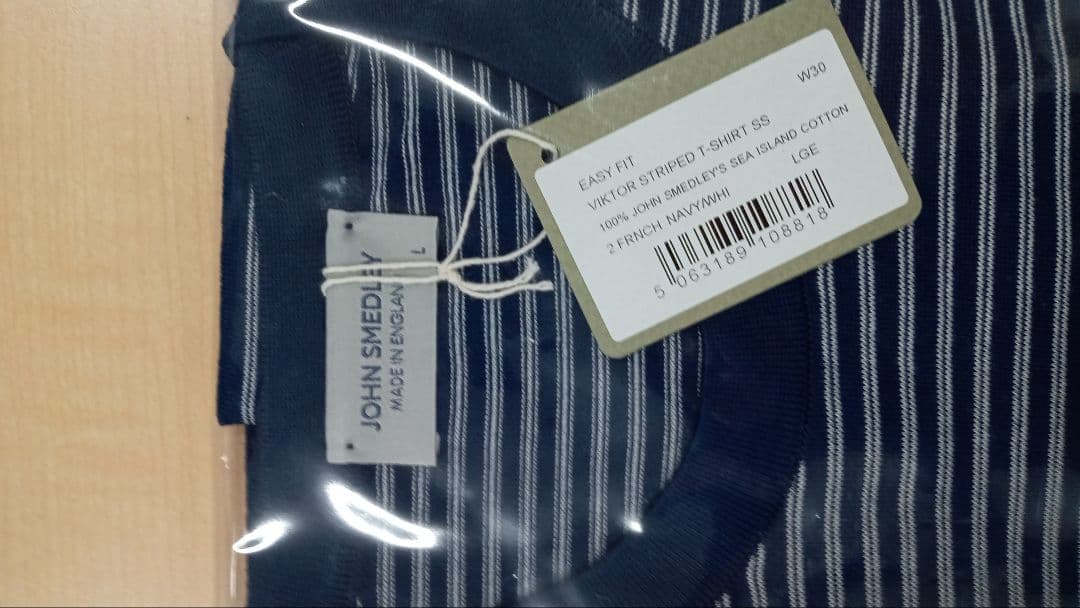 W30
EASY FIT
VIKTOR STRIPED T-SHIRT SS
100% JOHN SMEDLEY'S SEA ISLAND COTTON
2 FRNCH NAVY/WHI LGE
5 063189 108818
JOHN SMEDLEY
MADE IN ENGLAN L